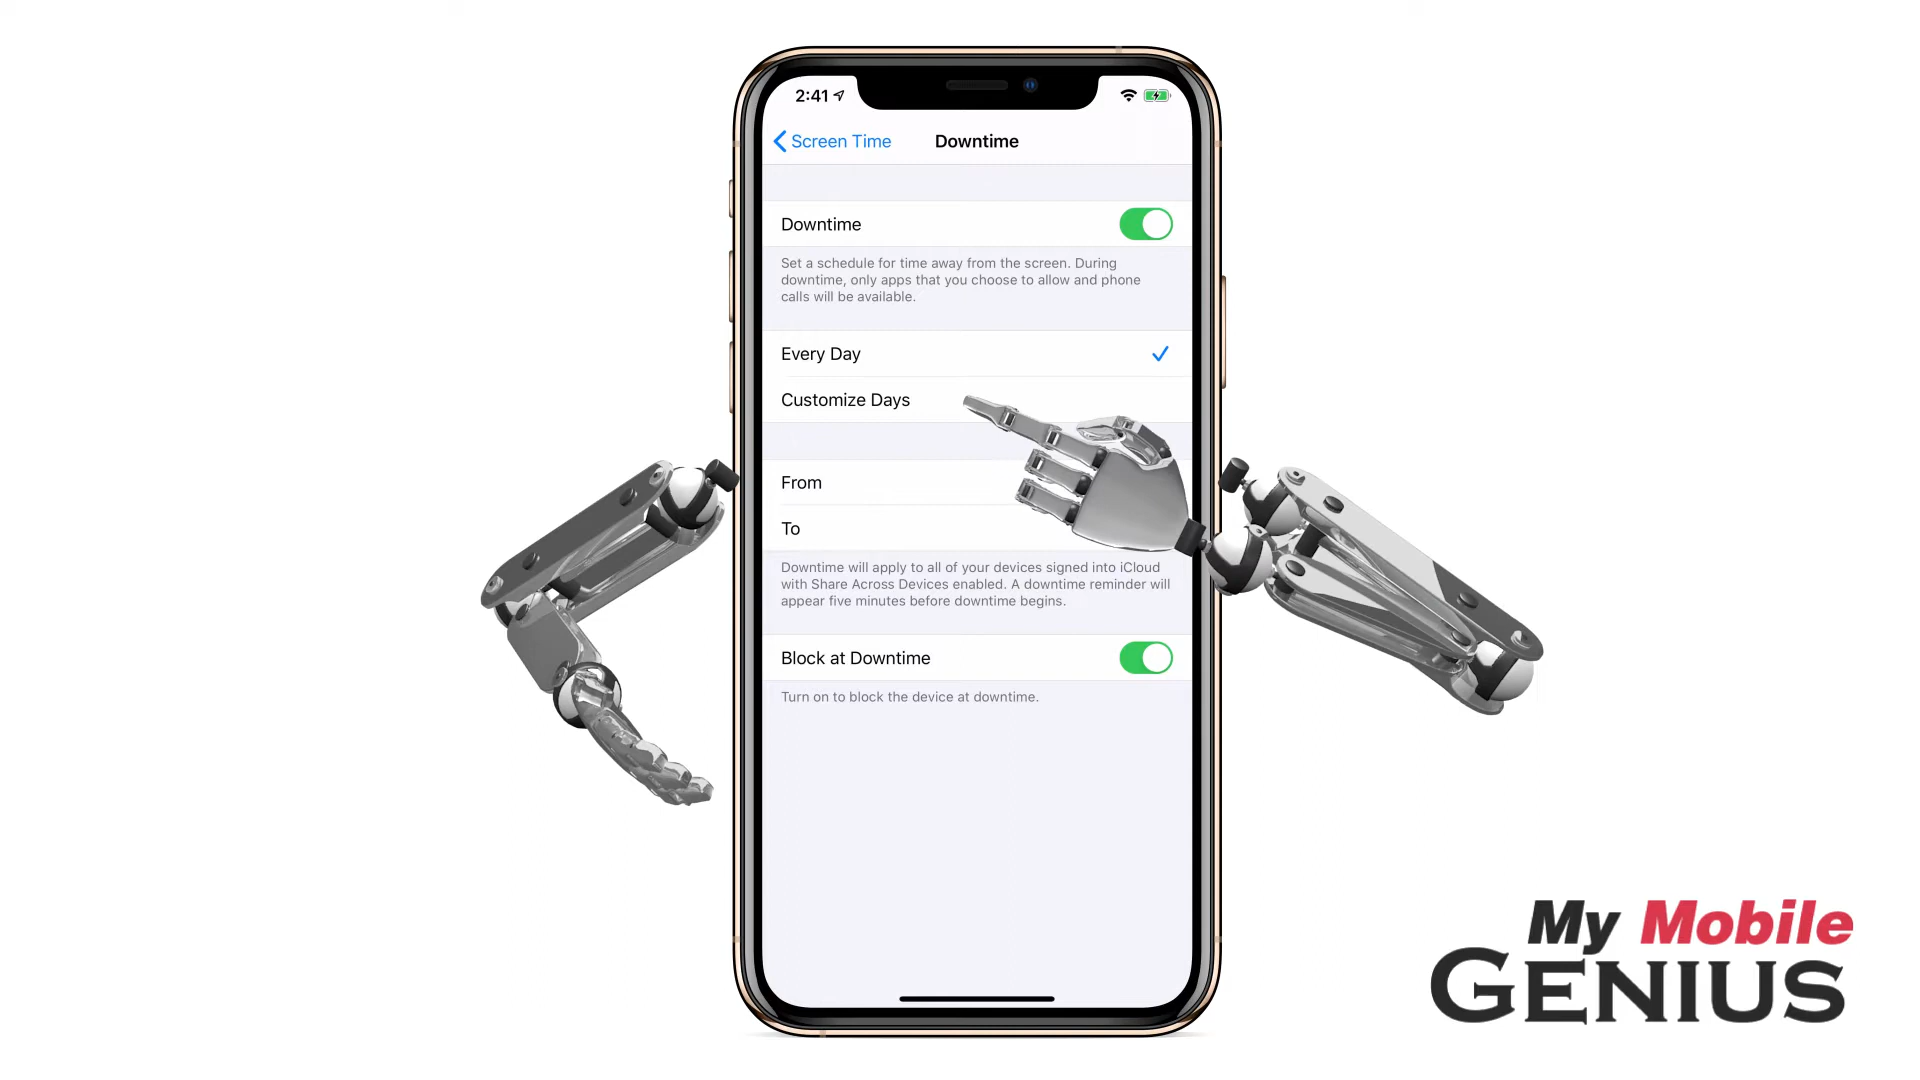 2:41
Screen Time
Downtime
Downtime
Set a schedule for time away from the screen. During
downtime, only apps that you choose to allow and phone
calls will be available.
Every Day
Customize Days
From
To
Downtime will apply to all of your devices signed into iCloud
with Share Across Devices enabled. A downtime reminder will
appear five minutes before downtime begins.
Block at Downtime
Turn on to block the device at downtime.
My Mobile
GENIUS